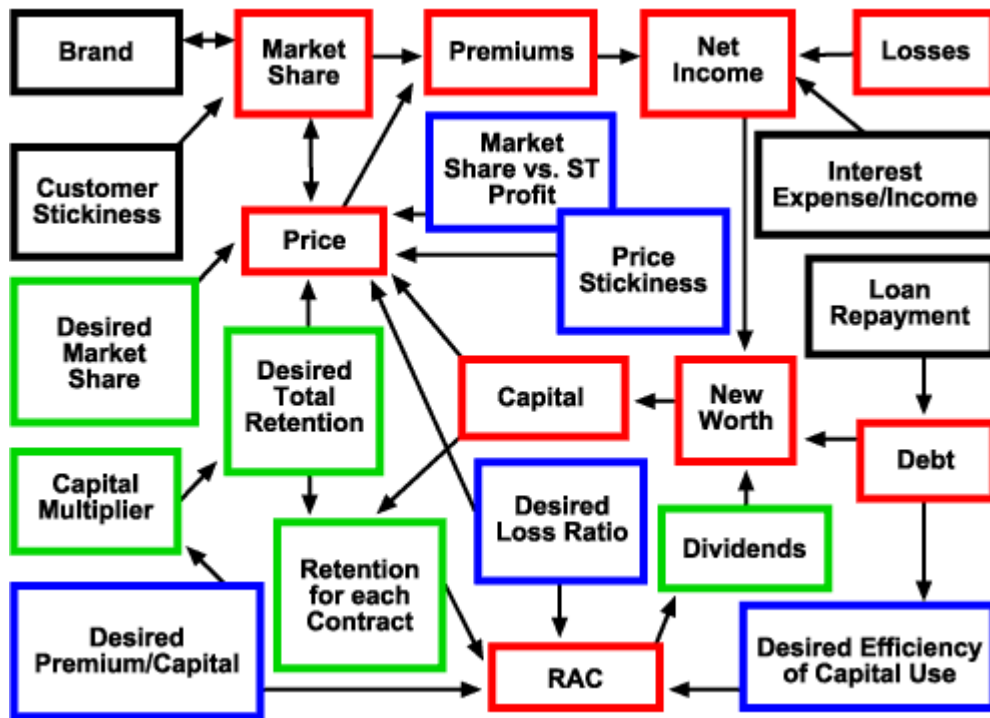 Brand
Market
Share
Premiums
Net
Income
Losses
Customer
Stickiness
Market
Share vs. ST
Profit
Interest
Expense/Income
Price
Price
Stickiness
Loan
Repayment
Desired
Market
Share
Desired
Total
Retention
Capital
New
Worth
Debt
Capital
Multiplier
Desired
Loss Ratio
Dividends
Retention
for each
Contract
Desired
Premium/Capital
RAC
Desired Efficiency
of Capital Use